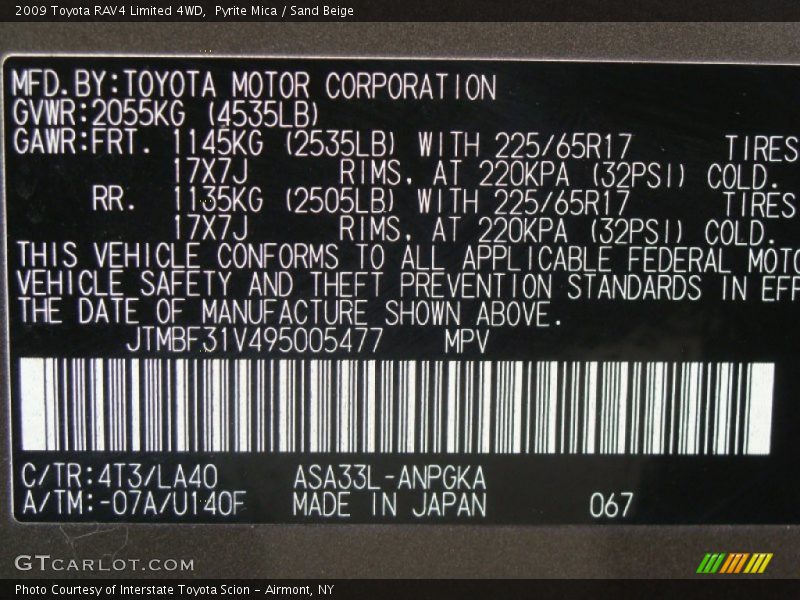 2009 Toyota RAV4 Limited 4WD,  Pyrite Mica / Sand Beige
MFD.BY:TOYOTA MOTOR CORPORATION
GVWR:2055KG (4535LB)
GAWR:FRT. 1145KG (2535LB) WITH 225/65R17 TIRES
17X7J RIMS, AT 220KPA (32PSI) COLD.
RR. 1135KG (2505LB) WITH 225/65R17 TIRES
17X7J RIMS, AT 220KPA (32PSI) COLD.
THIS VEHICLE CONFORMS TO ALL APPLICABLE FEDERAL MOTO
VEHICLE SAFETY AND THEFT PREVENTION STANDARDS IN EFF
THE DATE OF MANUFACTURE SHOWN ABOVE.
JTMBF31V495005477 MPV
C/TR:4T3/LA40 ASA33L-ANPGKA
A/TM:-07A/U140F MADE IN JAPAN 067
GTCARLOT.COM
Photo Courtesy of Interstate Toyota Scion - Airmont, NY